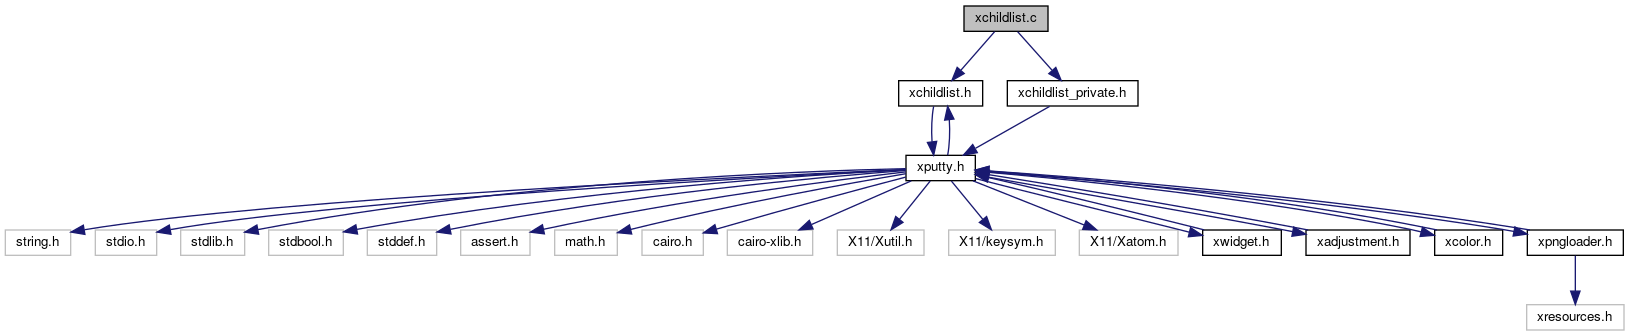 xchildlist.c
xchildlist.h
xchildlist_private.h
xputty.h
string.h
stdio.h
stdlib.h
stdbool.h
stddef.h
assert.h
math.h
cairo.h
cairo-xlib.h
X11/Xutil.h
X11/keysym.h
X11/Xatom.h
xwidget.h
xadjustment.h
xcolor.h
xpngloader.h
xresources.h